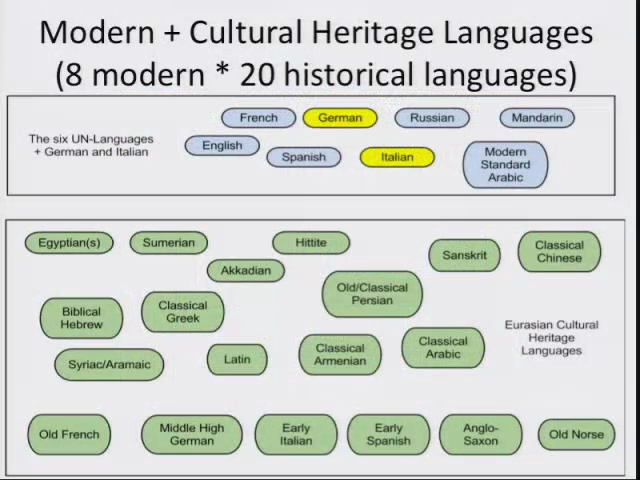 Modern + Cultural Heritage Languages
(8 modern * 20 historical languages)
The six UN-Languages
+ German and Italian
French
German
Russian
Mandarin
English
Spanish
Italian
Modern
Standard
Arabic
Egyptian(s)
Sumerian
Hittite
Akkadian
Sanskrit
Classical
Chinese
Biblical
Hebrew
Classical
Greek
Old/Classical
Persian
Eurasian Cultural
Heritage
Languages
Syriac/Aramaic
Latin
Classical
Armenian
Classical
Arabic
Old French
Middle High
German
Early
Italian
Early
Spanish
Anglo-
Saxon
Old Norse